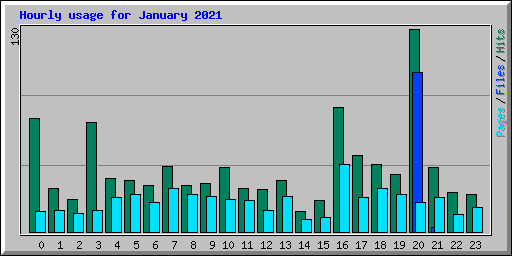 Hourly usage for January 2021
130
Pages/Files/Hits
0 1 2 3 4 5 6 7 8 9 10 11 12 13 14 15 16 17 18 19 20 21 22 23